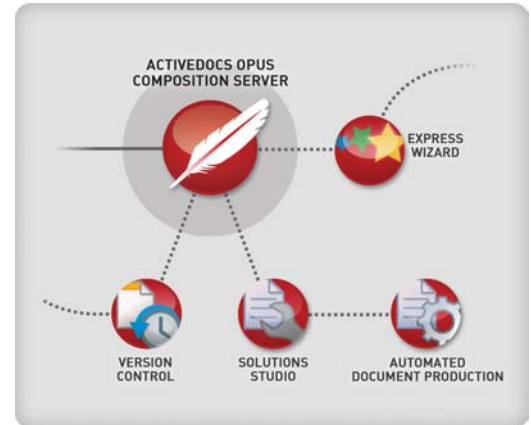 ACTIVEDOCS OPUS
COMPOSITION SERVER
EXPRESS
WIZARD
VERSION
CONTROL
SOLUTIONS
STUDIO
AUTOMATED
DOCUMENT PRODUCTION